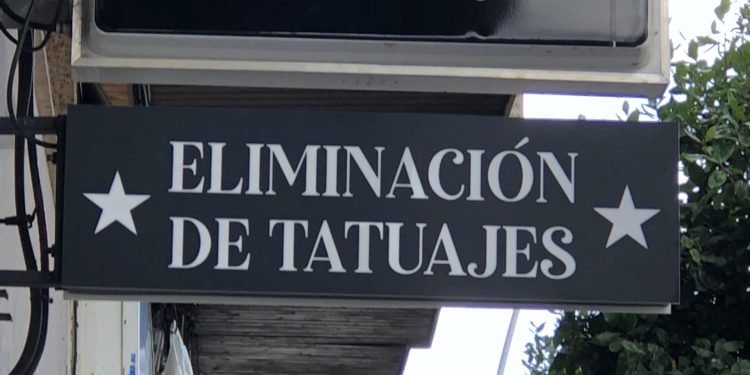 ELIMINACIÓN
DE TATUAJES